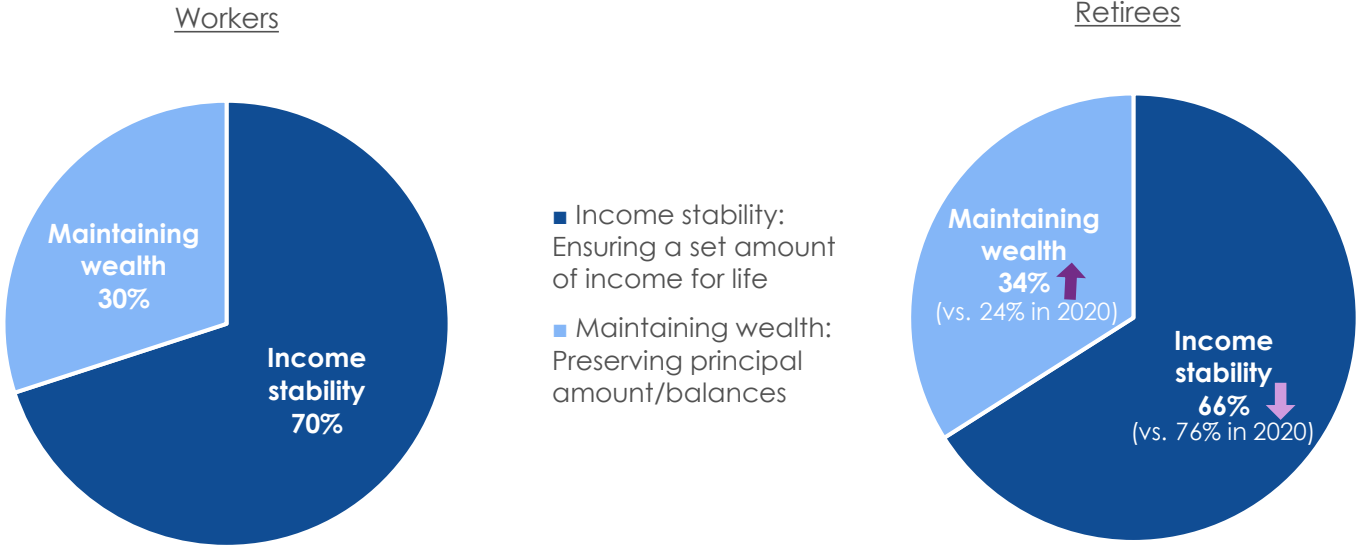 Workers
Maintaining
wealth
30%
Income
stability
70%
■ Income stability:
Ensuring a set amount
of income for life
■ Maintaining wealth:
Preserving principal
amount/balances
Retirees
Maintaining
wealth
34%
(vs. 24% in 2020)
Income
stability
66%
(vs. 76% in 2020)